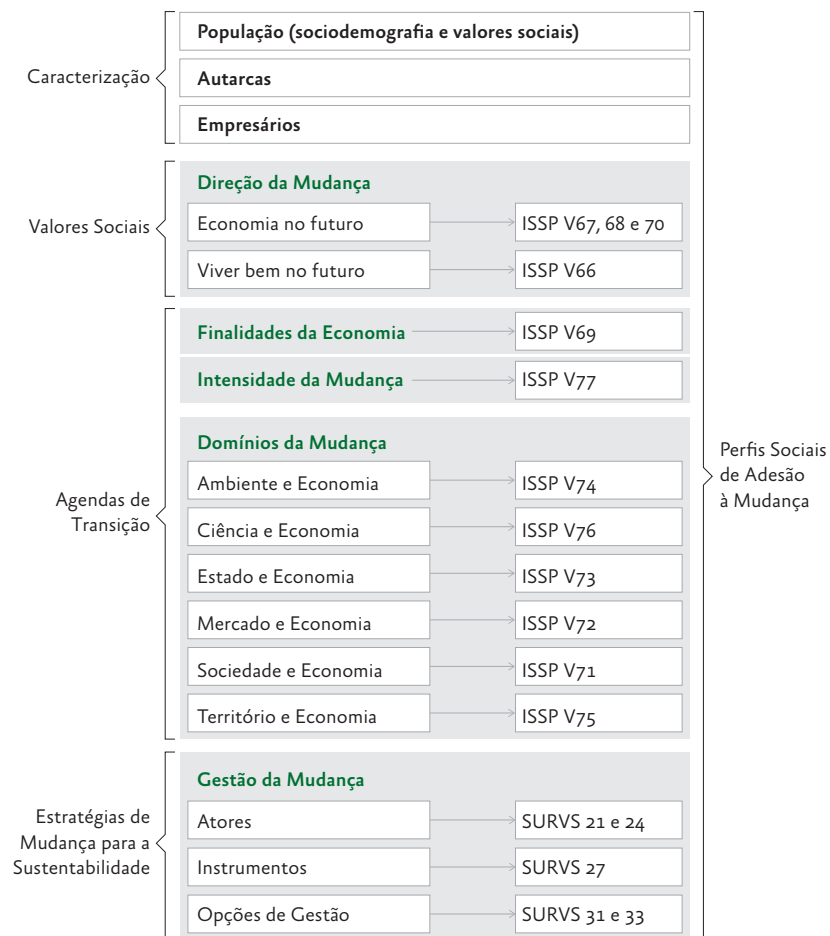 População (sociodemografia e valores sociais)
Caracterização
Autarcas
Empresários
Direção da Mudança
Valores Sociais
Economia no futuro
ISSP V67, 68 e 70
Viver bem no futuro
ISSP V66
Finalidades da Economia
ISSP V69
Intensidade da Mudança
ISSP V77
Agendas de
Transição
Domínios da Mudança
Ambiente e Economia
ISSP V74
Ciência e Economia
ISSP V76
Estado e Economia
ISSP V73
Mercado e Economia
ISSP V72
Sociedade e Economia
ISSP V71
Território e Economia
ISSP V75
Estratégias de
Mudança para a
Sustentabilidade
Gestão da Mudança
Atores
SURVS 21 e 24
Instrumentos
SURVS 27
Opções de Gestão
SURVS 31 e 33
Perfis Sociais
de Adesão
à Mudança